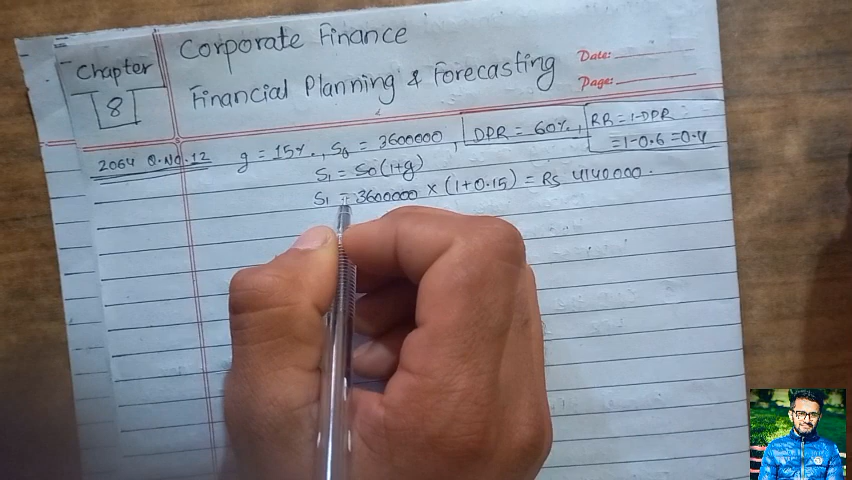 Corporate Finance
Chapter 8
Financial Planning & Forecasting
Date:
Page:
2064 Q.No.12 g = 15%, S0 = 3600000, DPR = 60%, RR = 1-DPR
= 1-0.6 = 0.4
S1 = S0(1+g)
S1 = 3600000 × (1+0.15) = Rs 4140000.